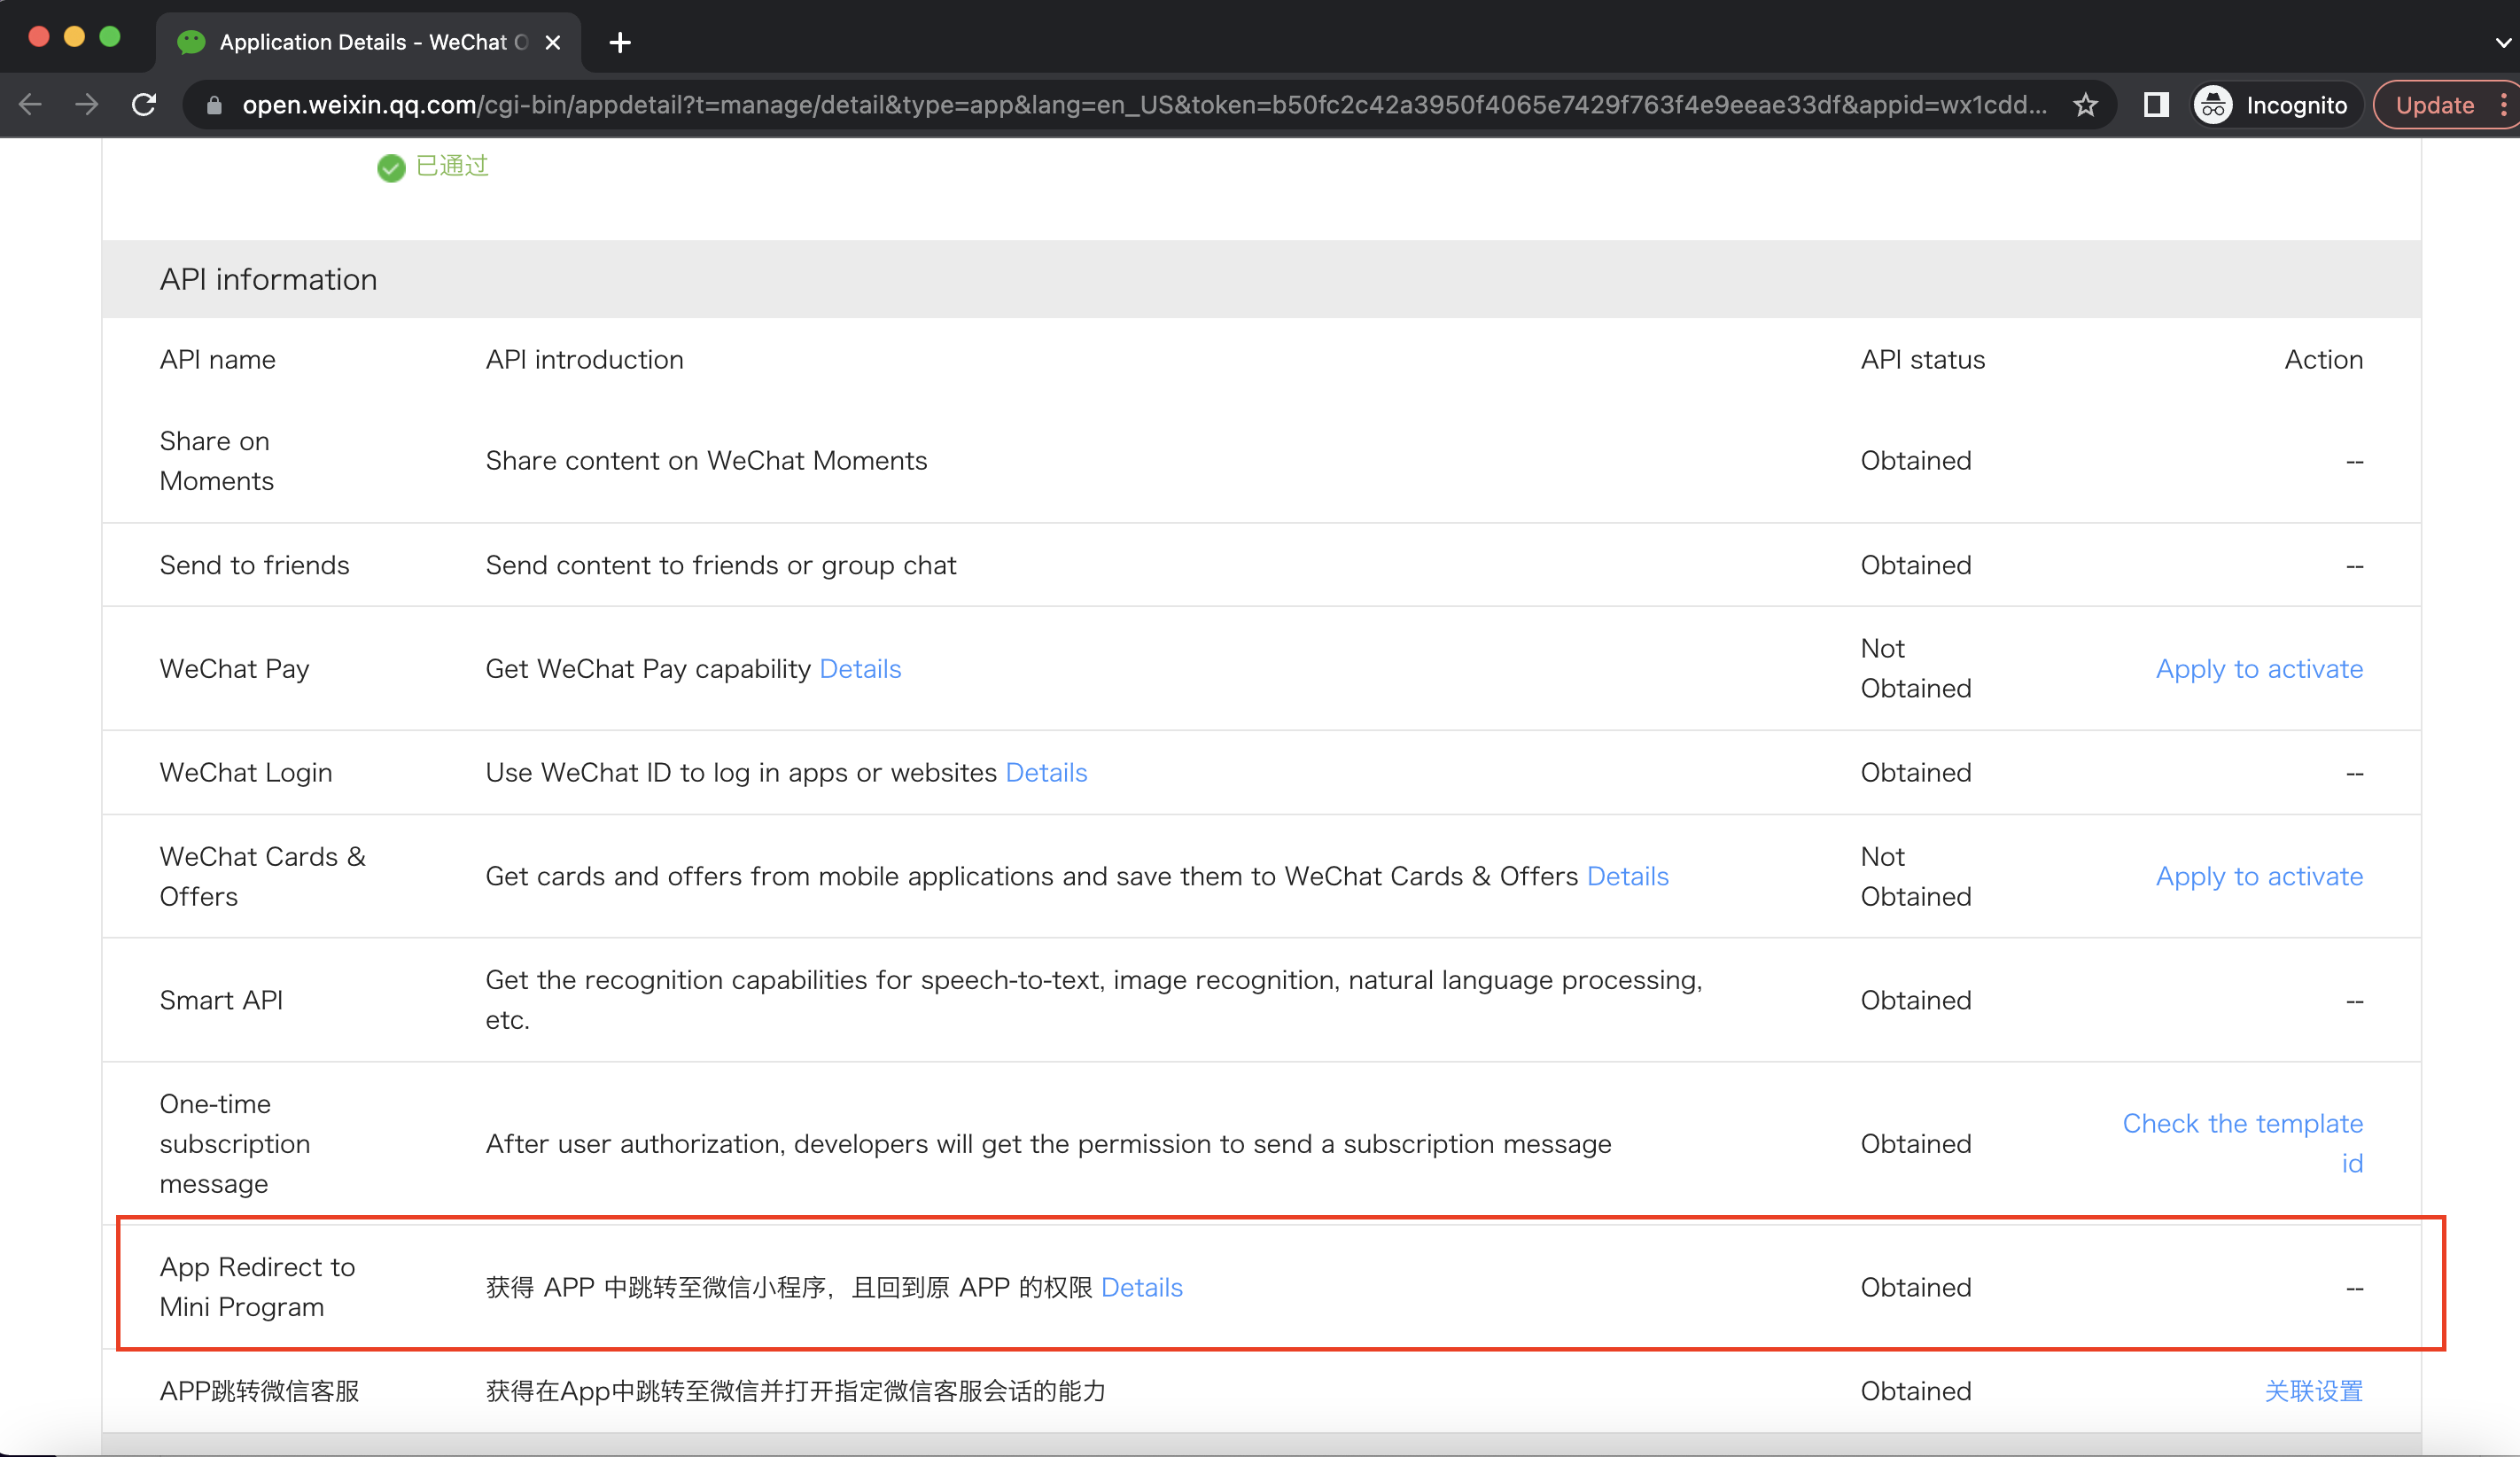 Application Details - WeChat O
open.weixin.qq.com/cgi-bin/appdetail?t=manage/detail&type=app&lang=en_US&token=b50fc2c42a3950f4065e7429f763f4e9eeae33df&appid=wx1cdd...
Incognito
Update
已通过
API information
API name
API introduction
API status
Action
Share on
Moments
Share content on WeChat Moments
Obtained
--
Send to friends
Send content to friends or group chat
Obtained
--
WeChat Pay
Get WeChat Pay capability Details
Not
Obtained
Apply to activate
WeChat Login
Use WeChat ID to log in apps or websites Details
Obtained
--
WeChat Cards &
Offers
Get cards and offers from mobile applications and save them to WeChat Cards & Offers Details
Not
Obtained
Apply to activate
Smart API
Get the recognition capabilities for speech-to-text, image recognition, natural language processing,
etc.
Obtained
--
One-time
subscription
message
After user authorization, developers will get the permission to send a subscription message
Obtained
Check the template
id
App Redirect to
Mini Program
获得 APP 中跳转至微信小程序，且回到原 APP 的权限 Details
Obtained
--
APP跳转微信客服
获得在App中跳转至微信并打开指定微信客服会话的能力
Obtained
关联设置